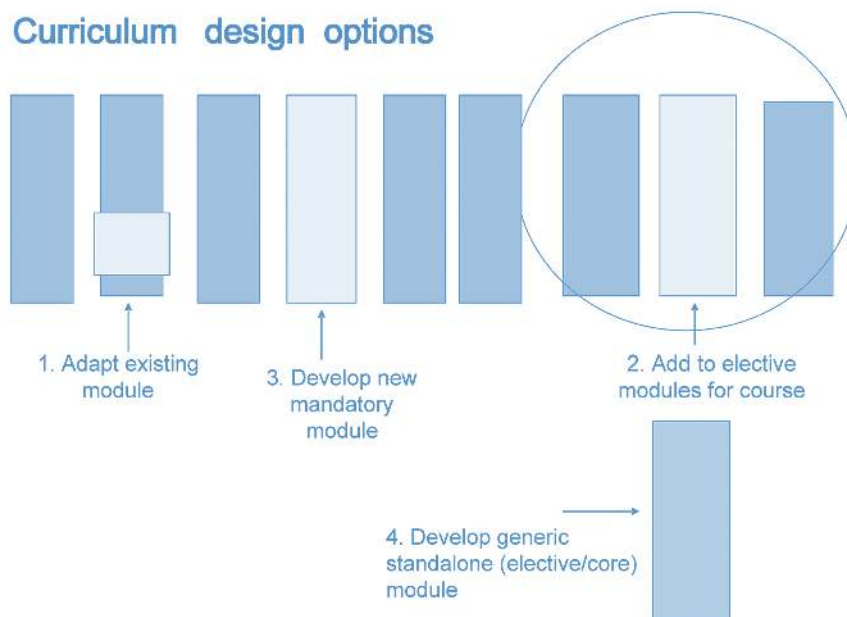 Curriculum design options
1. Adapt existing
module
3. Develop new
mandatory
module
2. Add to elective
modules for course
4. Develop generic
standalone (elective/core)
module